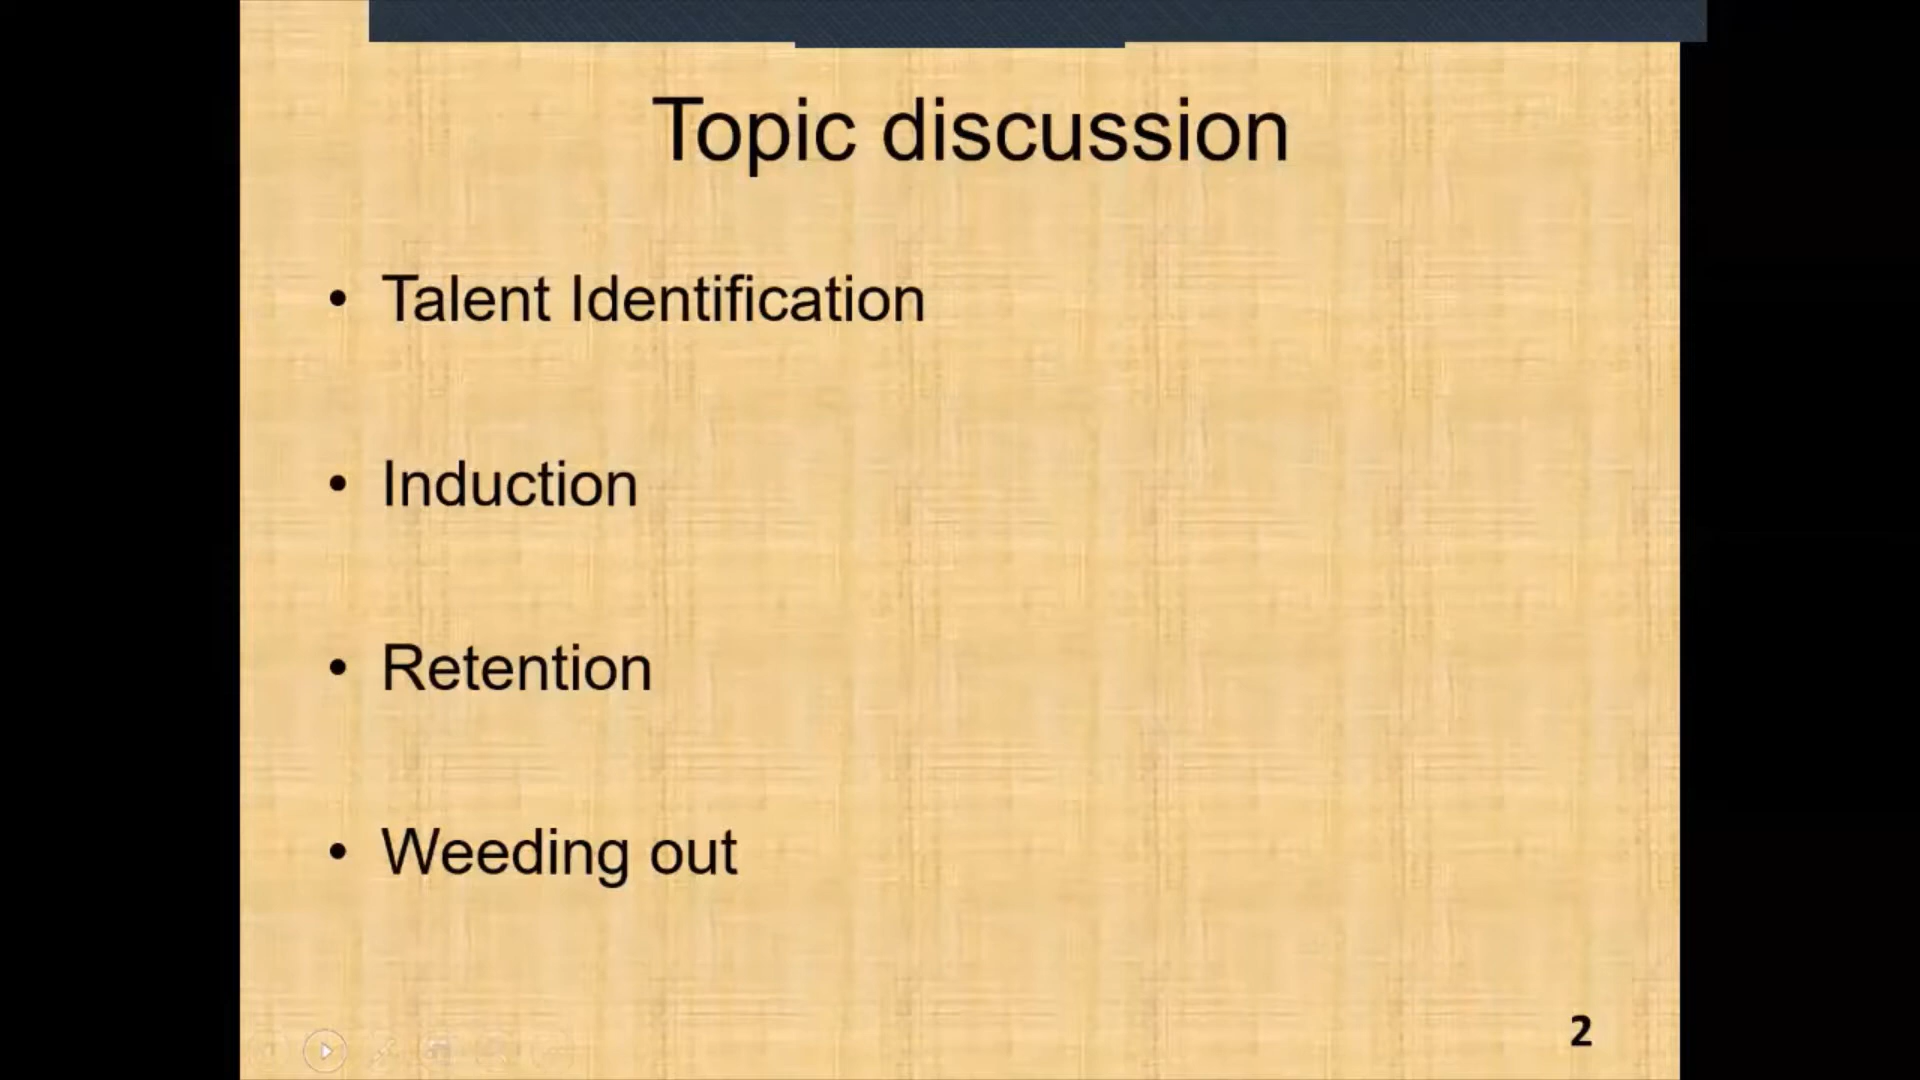 Topic discussion
• Talent Identification
• Induction
• Retention
• Weeding out
2